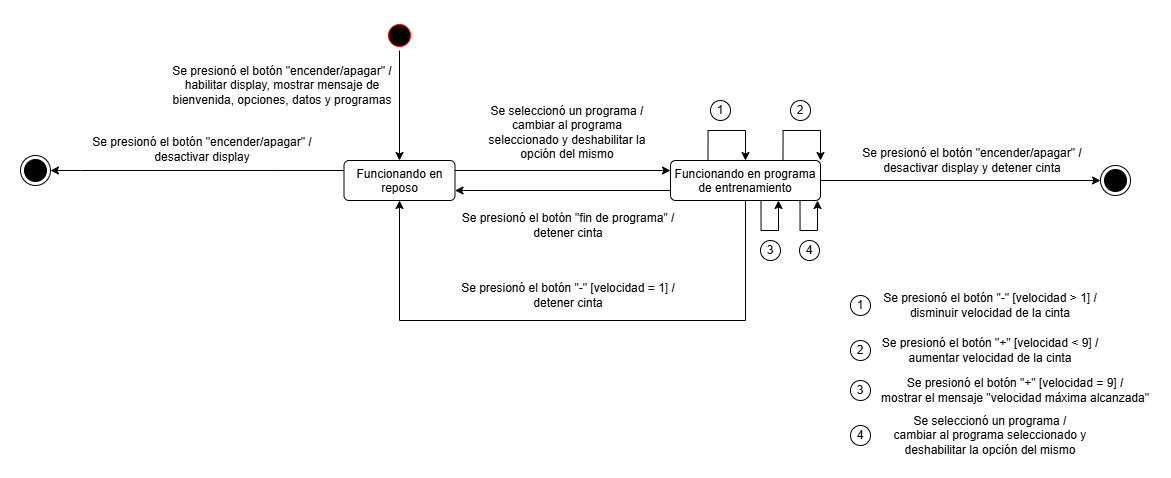 Se presionó el botón "encender/apagar" /
habilitar display, mostrar mensaje de
bienvenida, opciones, datos y programas
Se presionó el botón "encender/apagar" /
desactivar display
Funcionando en
reposo
Se seleccionó un programa /
cambiar al programa
seleccionado y deshabilitar la
opción del mismo
1
2
Funcionando en programa
de entrenamiento
Se presionó el botón "encender/apagar" /
desactivar display y detener cinta
Se presionó el botón "fin de programa" /
detener cinta
3
4
Se presionó el botón "-" [velocidad = 1] /
detener cinta
1
Se presionó el botón "-" [velocidad > 1] /
disminuir velocidad de la cinta
2
Se presionó el botón "+" [velocidad < 9] /
aumentar velocidad de la cinta
3
Se presionó el botón "+" [velocidad = 9] /
mostrar el mensaje "velocidad máxima alcanzada"
4
Se seleccionó un programa /
cambiar al programa seleccionado y
deshabilitar la opción del mismo